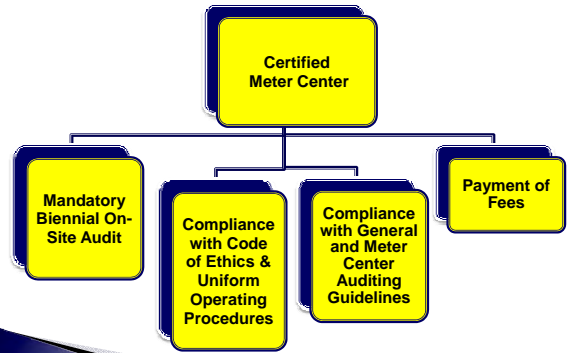 Certified
Meter Center
Mandatory
Biennial On-
Site Audit
Compliance
with Code
of Ethics &
Uniform
Operating
Procedures
Compliance
with General
and Meter
Center
Auditing
Guidelines
Payment of
Fees